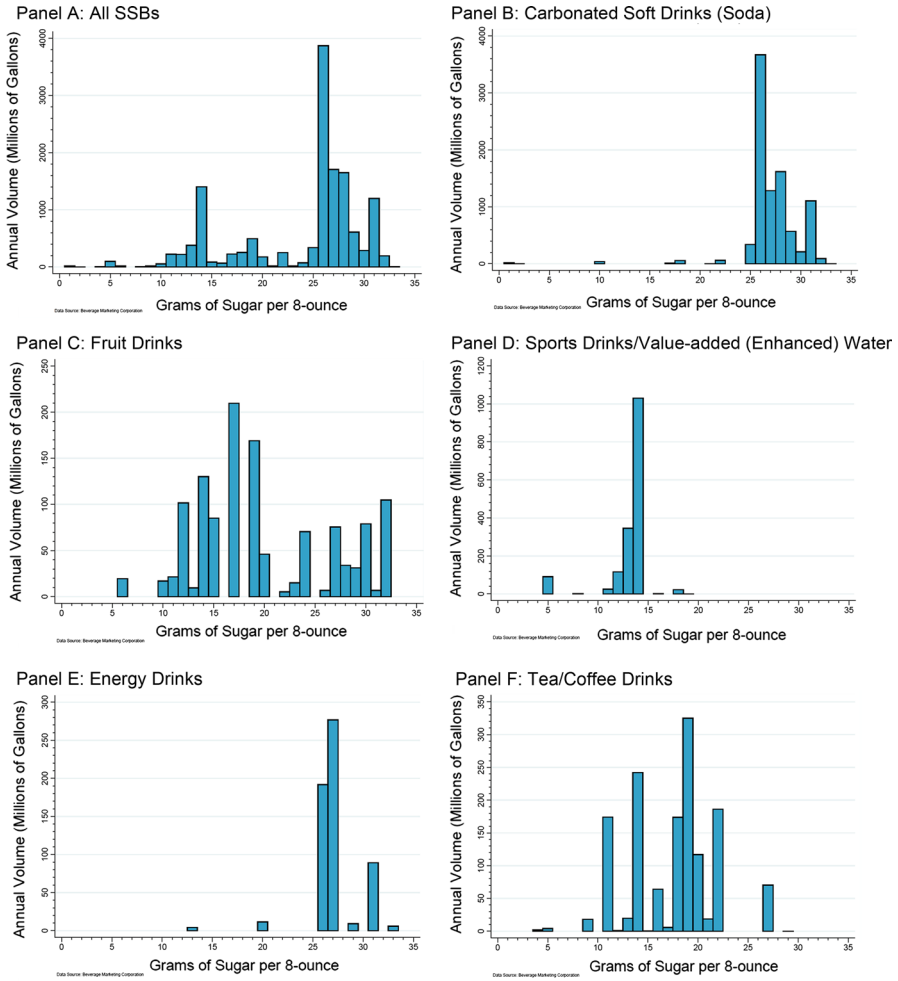 Panel A: All SSBs
Annual Volume (Millions of Gallons)
4000
3000
2000
1000
0
0 5 10 15 20 25 30 35
Grams of Sugar per 8-ounce
Data Source: Beverage Marketing Corporation
Panel B: Carbonated Soft Drinks (Soda)
Annual Volume (Millions of Gallons)
4000
3000
2000
1000
0
0 5 10 15 20 25 30 35
Grams of Sugar per 8-ounce
Data Source: Beverage Marketing Corporation
Panel C: Fruit Drinks
Annual Volume (Millions of Gallons)
250
200
150
100
50
0
0 5 10 15 20 25 30 35
Grams of Sugar per 8-ounce
Data Source: Beverage Marketing Corporation
Panel D: Sports Drinks/Value-added (Enhanced) Water
Annual Volume (Millions of Gallons)
1200
1000
800
600
400
200
0
0 5 10 15 20 25 30 35
Grams of Sugar per 8-ounce
Data Source: Beverage Marketing Corporation
Panel E: Energy Drinks
Annual Volume (Millions of Gallons)
300
250
200
150
100
50
0
0 5 10 15 20 25 30 35
Grams of Sugar per 8-ounce
Data Source: Beverage Marketing Corporation
Panel F: Tea/Coffee Drinks
Annual Volume (Millions of Gallons)
350
300
250
200
150
100
50
0
0 5 10 15 20 25 30 35
Grams of Sugar per 8-ounce
Data Source: Beverage Marketing Corporation